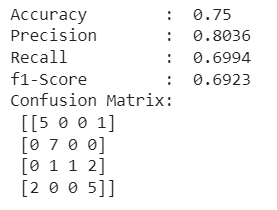 Accuracy : 0.75
Precision : 0.8036
Recall : 0.6994
f1-Score : 0.6923
Confusion Matrix:
[[5 0 0 1]
[0 7 0 0]
[0 1 1 2]
[2 0 0 5]]